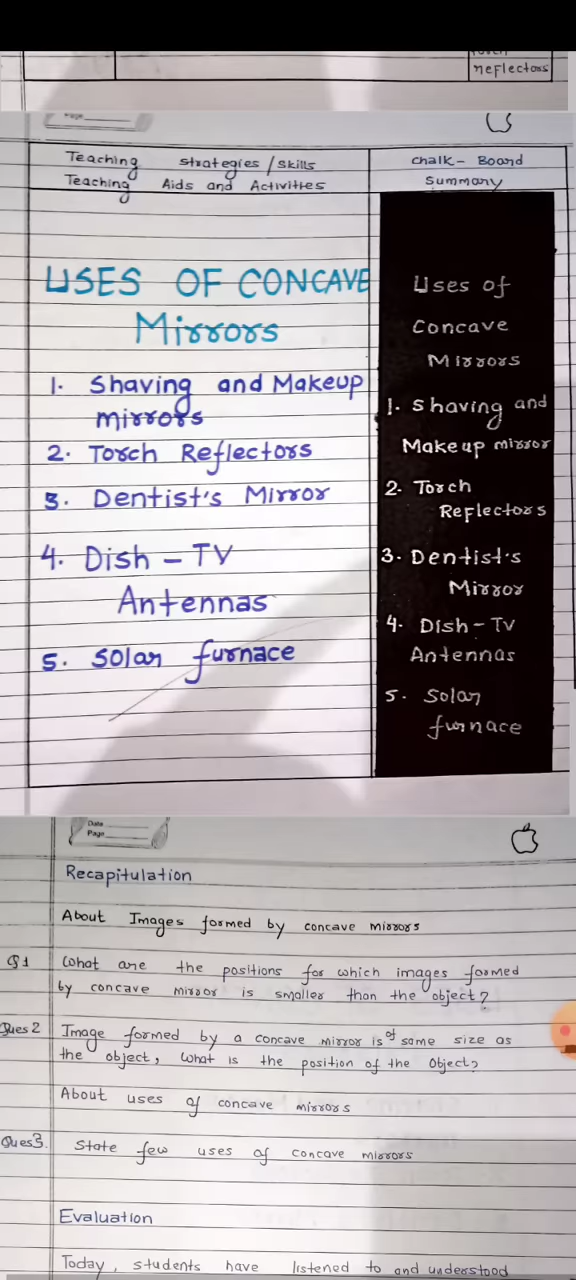 reflectors
Page
Teaching Strategies / Skills
Teaching Aids and Activities
Chalk - Board
Summary
USES OF CONCAVE
Mirrors
1. Shaving and Makeup
mirrors
2. Torch Reflectors
3. Dentist's Mirror
4. Dish - TV
Antennas
5. Solar furnace
Uses of
Concave
Mirrors
1. Shaving and
Makeup mirror
2. Torch
Reflectors
3. Dentist's
Mirror
4. Dish - Tv
Antennas
5. Solar
furnace
Date
Page
Recapitulation
About Images formed by concave mirrors
Q1 What are the positions for which images formed
by concave mirror is smaller than the object?
Ques 2 Image formed by a concave mirror is of same size as
the object, What is the position of the Object?
About uses of concave mirrors
Ques 3. State few uses of concave mirrors
Evaluation
Today, students have listened to and understood